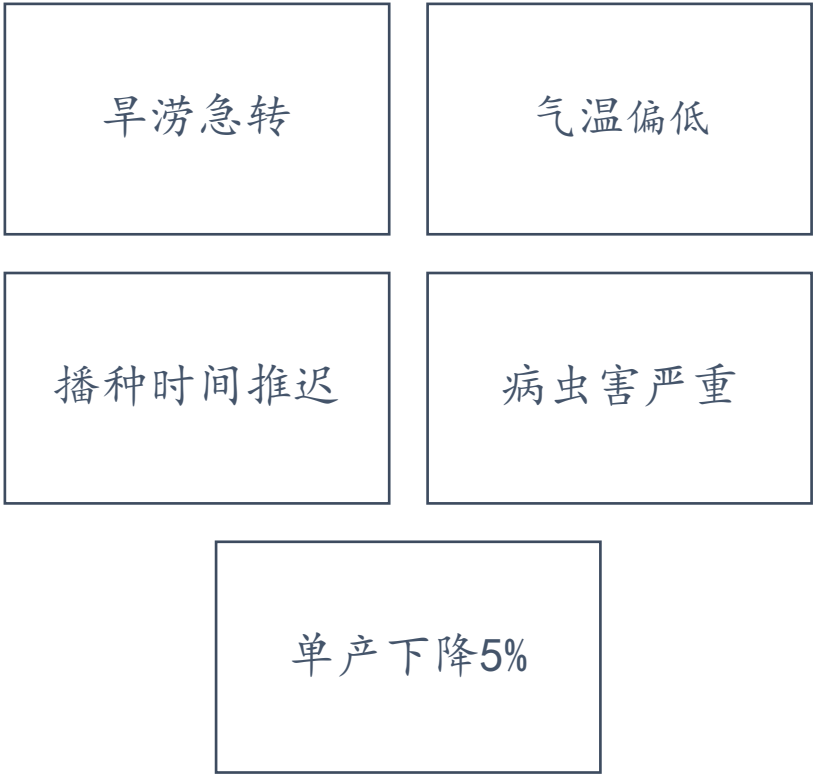 旱涝急转
气温偏低
播种时间推迟
病虫害严重
单产下降5%